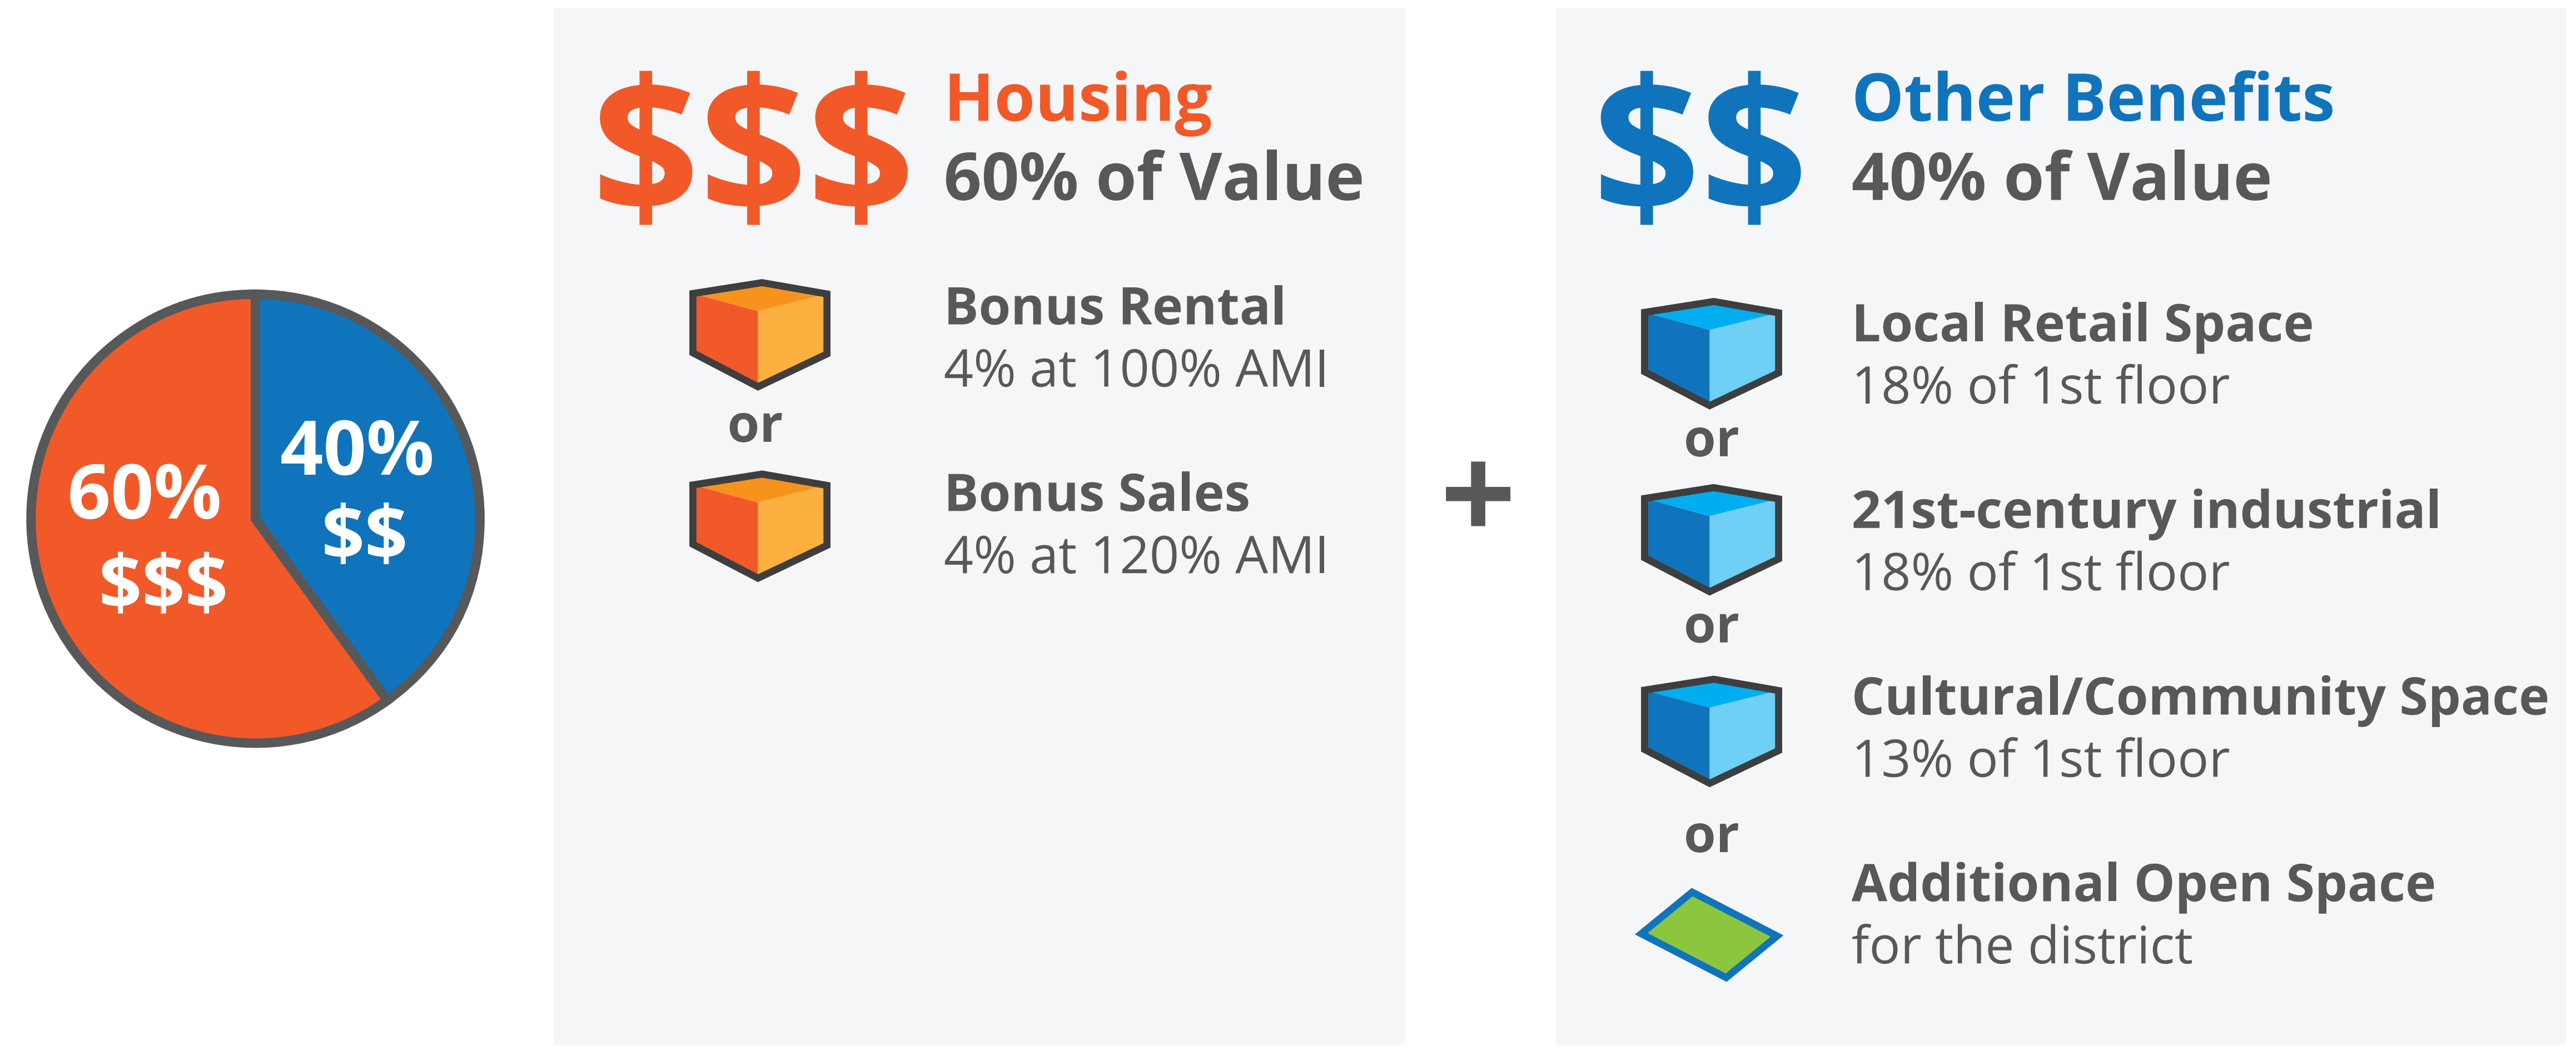 60%
$$$
40%
$$
$$$
Housing
60% of Value
Bonus Rental
4% at 100% AMI
or
Bonus Sales
4% at 120% AMI
+
$$
Other Benefits
40% of Value
Local Retail Space
18% of 1st floor
or
21st-century industrial
18% of 1st floor
or
Cultural/Community Space
13% of 1st floor
or
Additional Open Space
for the district